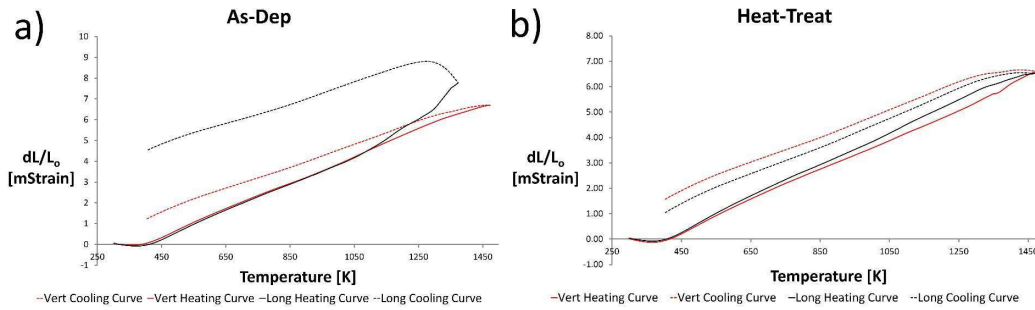 a)
As-Dep
10
9
8
7
6
5
4
3
2
1
0
-1
dL/Lo
[mStrain]
250 450 650 850 1050 1250 1450
Temperature [K]
Vert Cooling Curve Vert Heating Curve Long Heating Curve Long Cooling Curve
b)
Heat-Treat
8.00
7.00
6.00
5.00
4.00
3.00
2.00
1.00
0.00
-1.00
dL/Lo
[mStrain]
250 450 650 850 1050 1250 1450
Temperature [K]
Vert Heating Curve Vert Cooling Curve Long Heating Curve Long Cooling Curve